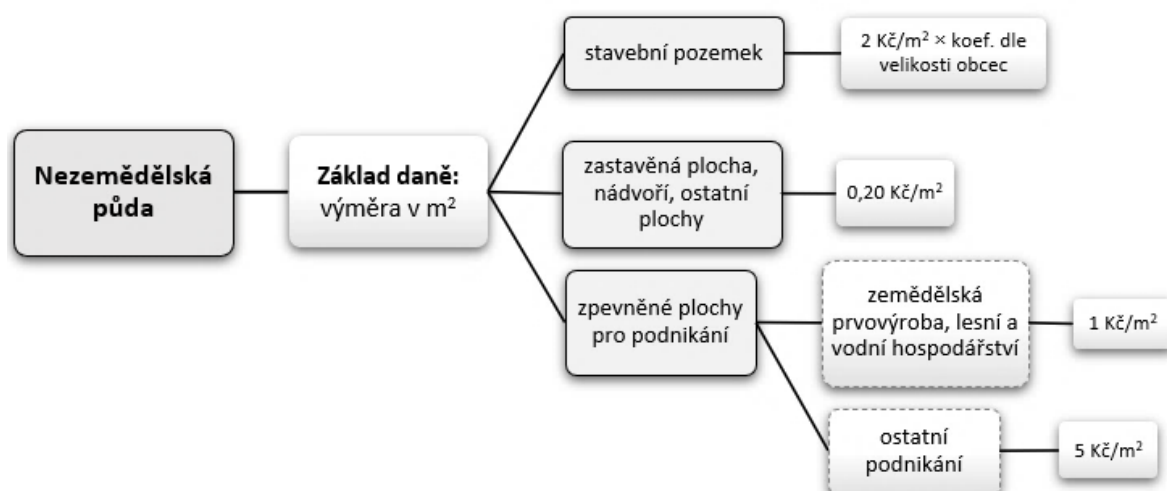 Nezemědělská
půda
Základ daně:
výměra v m²
stavební pozemek
2 Kč/m² × koef. dle
velikosti obcec
zastavěná plocha,
nádvoří, ostatní
plochy
0,20 Kč/m²
zpevněné plochy
pro podnikání
zemědělská
prvovýroba, lesní a
vodní hospodářství
1 Kč/m²
ostatní
podnikání
5 Kč/m²